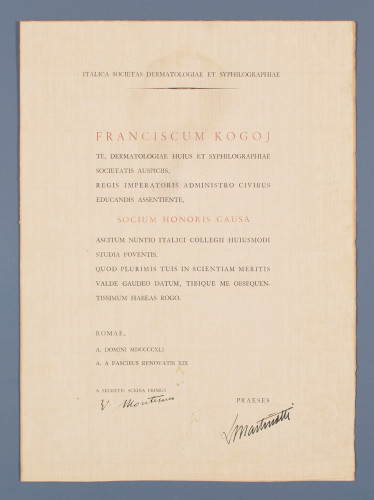 ITALICA SOCIETAS DERMATOLOGIAE ET SYPHILOGRAPHIAE
FRANCISCUM KOGOJ
TE, DERMATOLOGIAE HUIUS ET SYPHILOGRAPHIAE
SOCIETATIS AUSPICIIS,
REGIS IMPERATORIS ADMINISTRO CIVIBUS
EDUCANDIS ASSENTIENTE,
SOCIUM HONORIS CAUSA
ASCITUM NUNTIO ITALICI COLLEGII HUIUSMODI
STUDIA FOVENTIS.
QUOD PLURIMIS TUIS IN SCIENTIAM MERITIS
VALDE GAUDEO DATUM, TIBIQUE ME OBSEQUEN-
TISSIMUM HABEAS ROGO.
ROMAE,
A. DOMINI MDCCCCXLI
A. A FASCIBUS RENOVATIS XIX
A SECRETIS SCRIBA PRIMUS
PRAESES